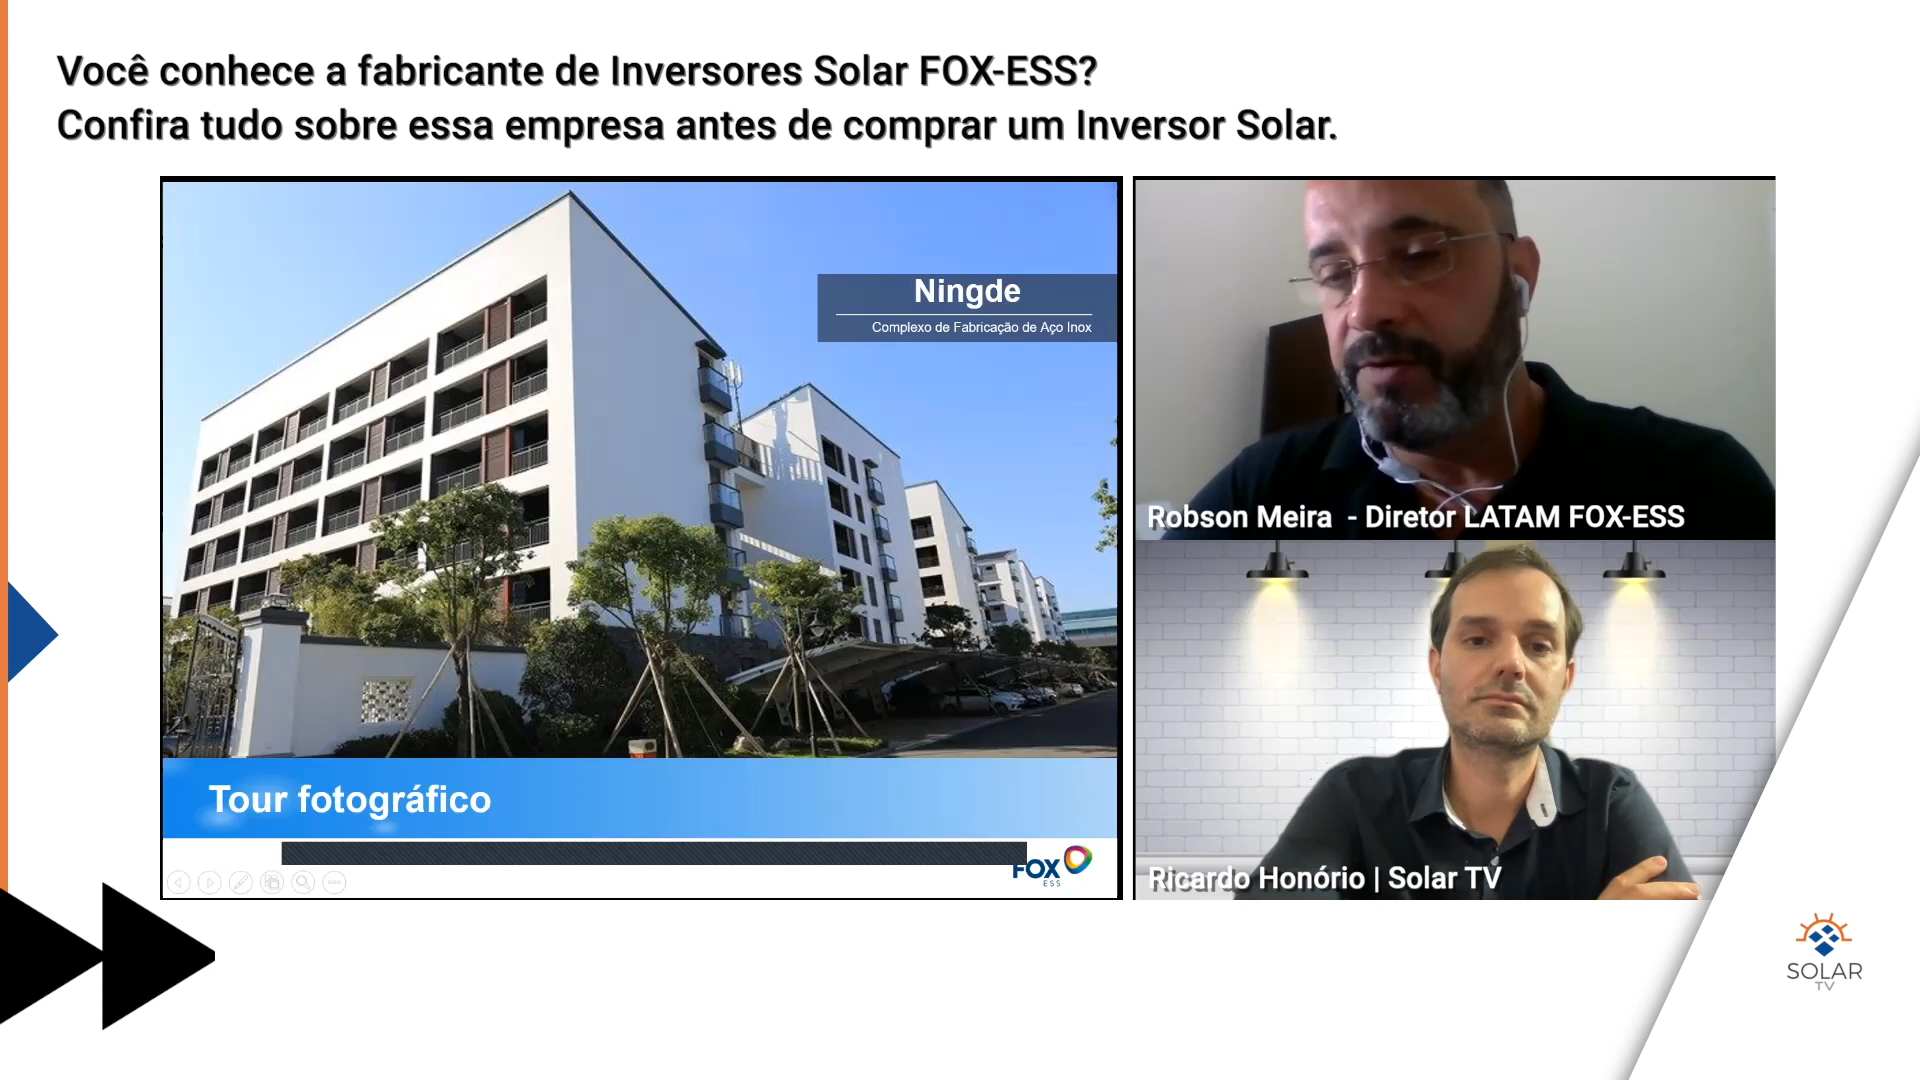 Você conhece a fabricante de Inversores Solar FOX-ESS?
Confira tudo sobre essa empresa antes de comprar um Inversor Solar.
Ningde
Complexo de Fabricação de Aço Inox
Tour fotográfico
FOX
ESS
Robson Meira - Diretor LATAM FOX-ESS
Ricardo Honório | Solar TV
SOLAR
TV